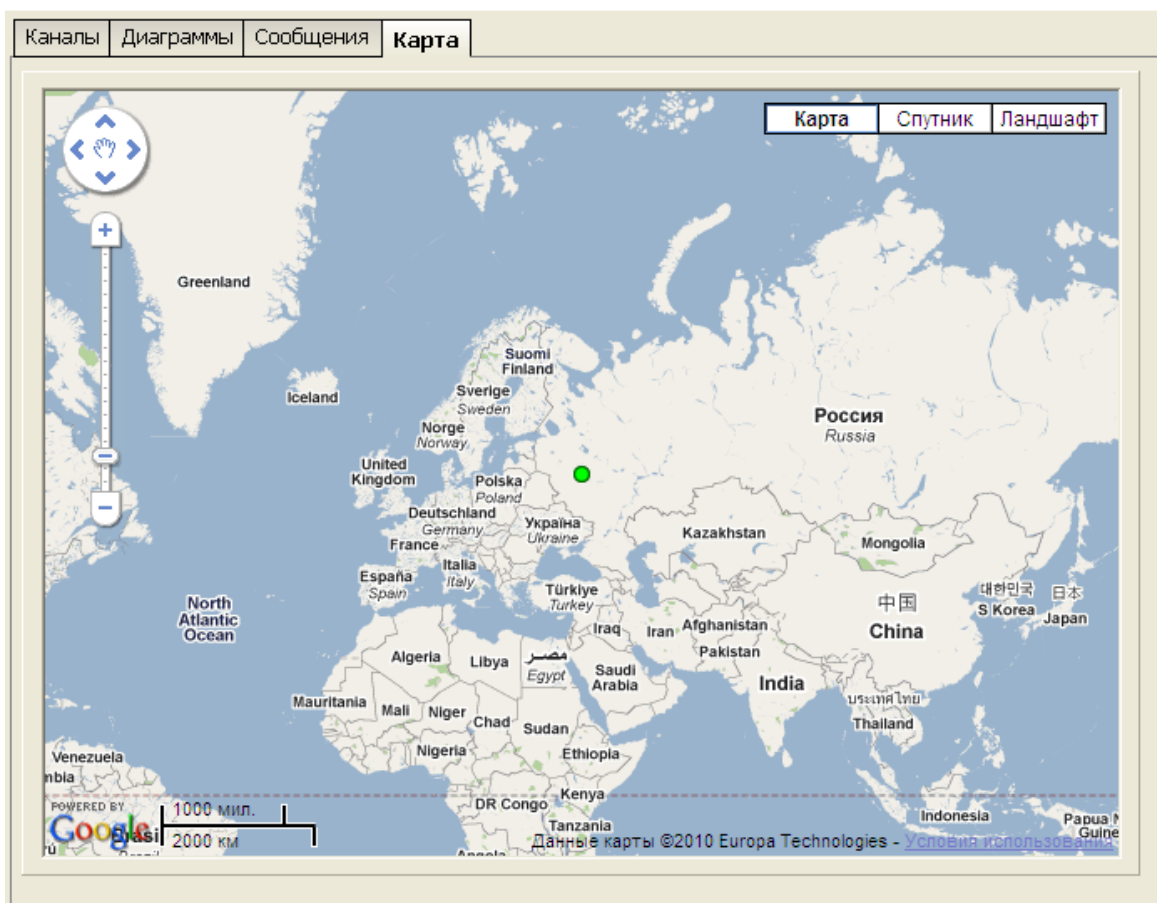 Каналы
Диаграммы
Сообщения
Карта
Карта
Спутник
Ландшафт
Greenland
Iceland
Suomi
Finland
Sverige
Sweden
Norge
Norway
Россия
Russia
United
Kingdom
Polska
Poland
Deutschland
Germany
Україна
Ukraine
France
Kazakhstan
Mongolia
Italia
Italy
España
Spain
Türkiye
Turkey
North
Atlantic
Ocean
中国
China
대한민국
S Korea
日本
Japan
Iraq
Iran
Afghanistan
Pakistan
Algeria
Libya
مصر
Egypt
Saudi
Arabia
India
Mauritania
Mali
Niger
Chad
Sudan
ประเทศไทย
Thailand
Nigeria
Ethiopia
Venezuela
mbia
Kenya
DR Congo
Tanzania
Indonesia
Papua N
Guine
Angola
POWERED BY
Google
Brasi
1000 мил.
2000 км
Данные карты ©2010 Europa Technologies - Условия использования